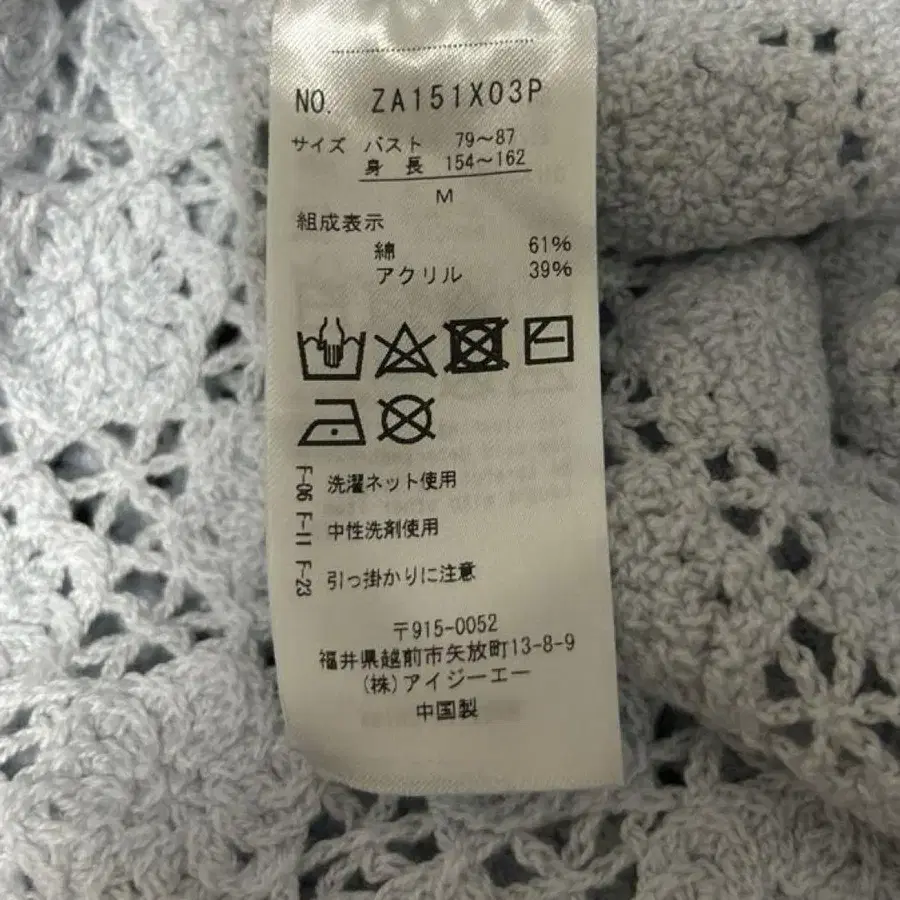 NO. ZA151X03P
サイズ バスト 79〜87
身 長 154〜162
M
組成表示
綿 61%
アクリル 39%
F-06 洗濯ネット使用
F-11 中性洗剤使用
F-23 引っ掛かりに注意
〒915-0052
福井県越前市矢放町13-8-9
(株)アイジーエー
中国製